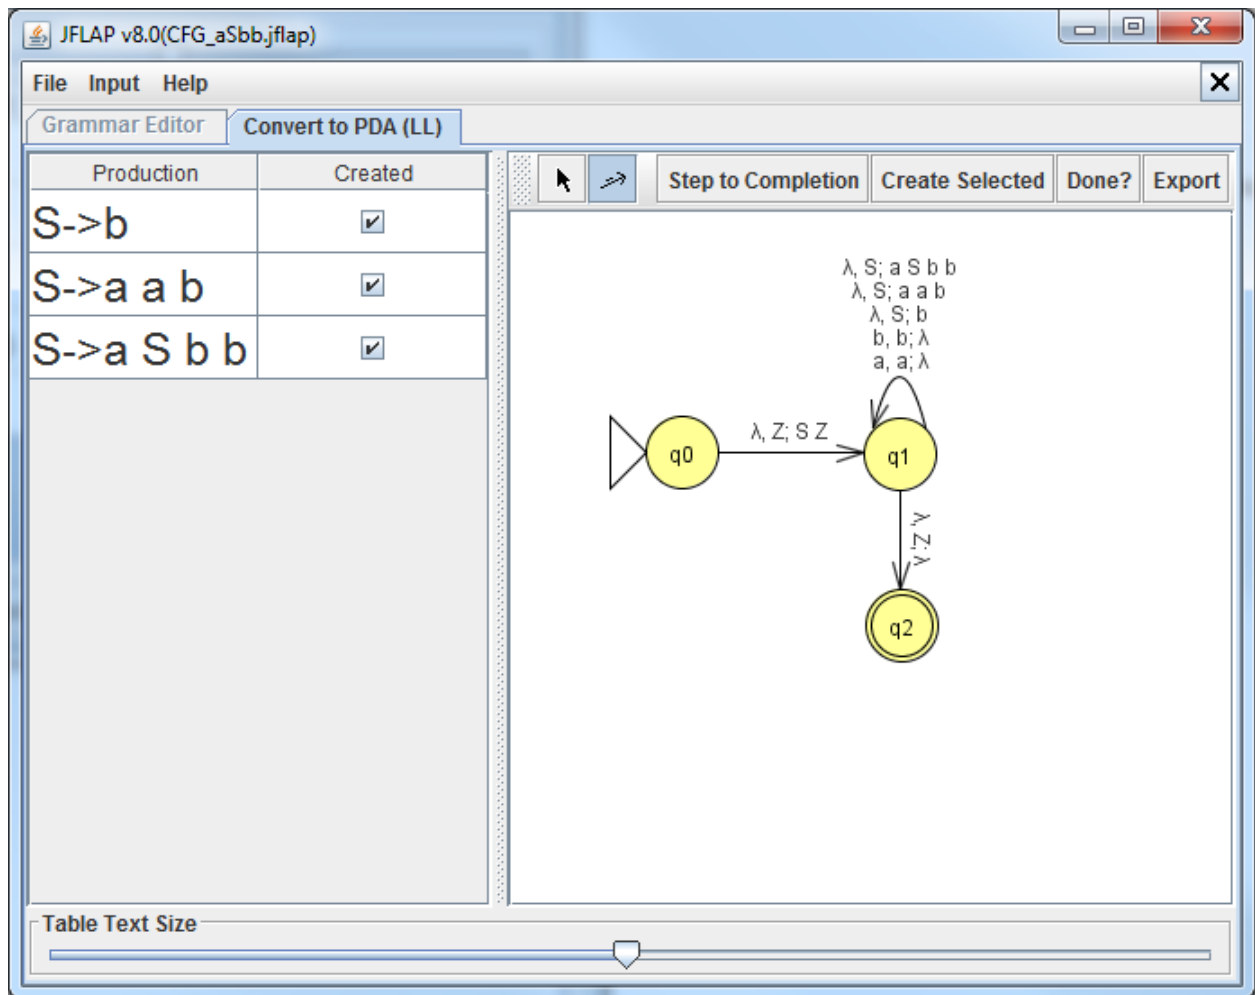 JFLAP v8.0(CFG_aSbb.jflap)
File Input Help
Grammar Editor Convert to PDA (LL)
Production Created
S->b
S->a a b
S->a S b b
Step to Completion Create Selected Done? Export
λ, S; a S b b
λ, S; a a b
λ, S; b
b, b; λ
a, a; λ
λ, Z; S Z
q0
q1
λ, Z; λ
q2
Table Text Size